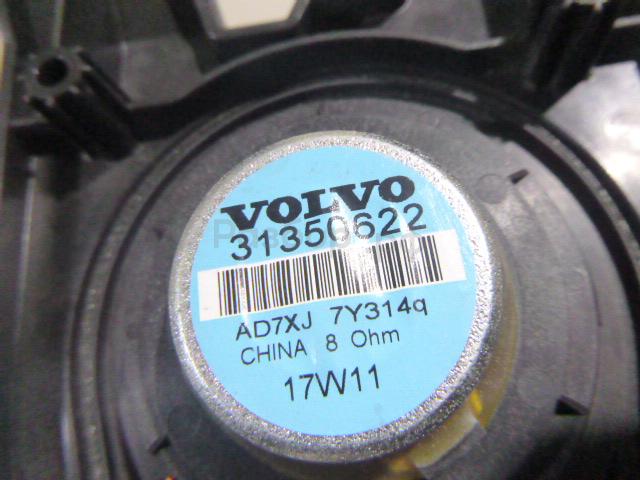 VOLVO
31350622
AD7XJ 7Y314q
CHINA 8 Ohm
17W11